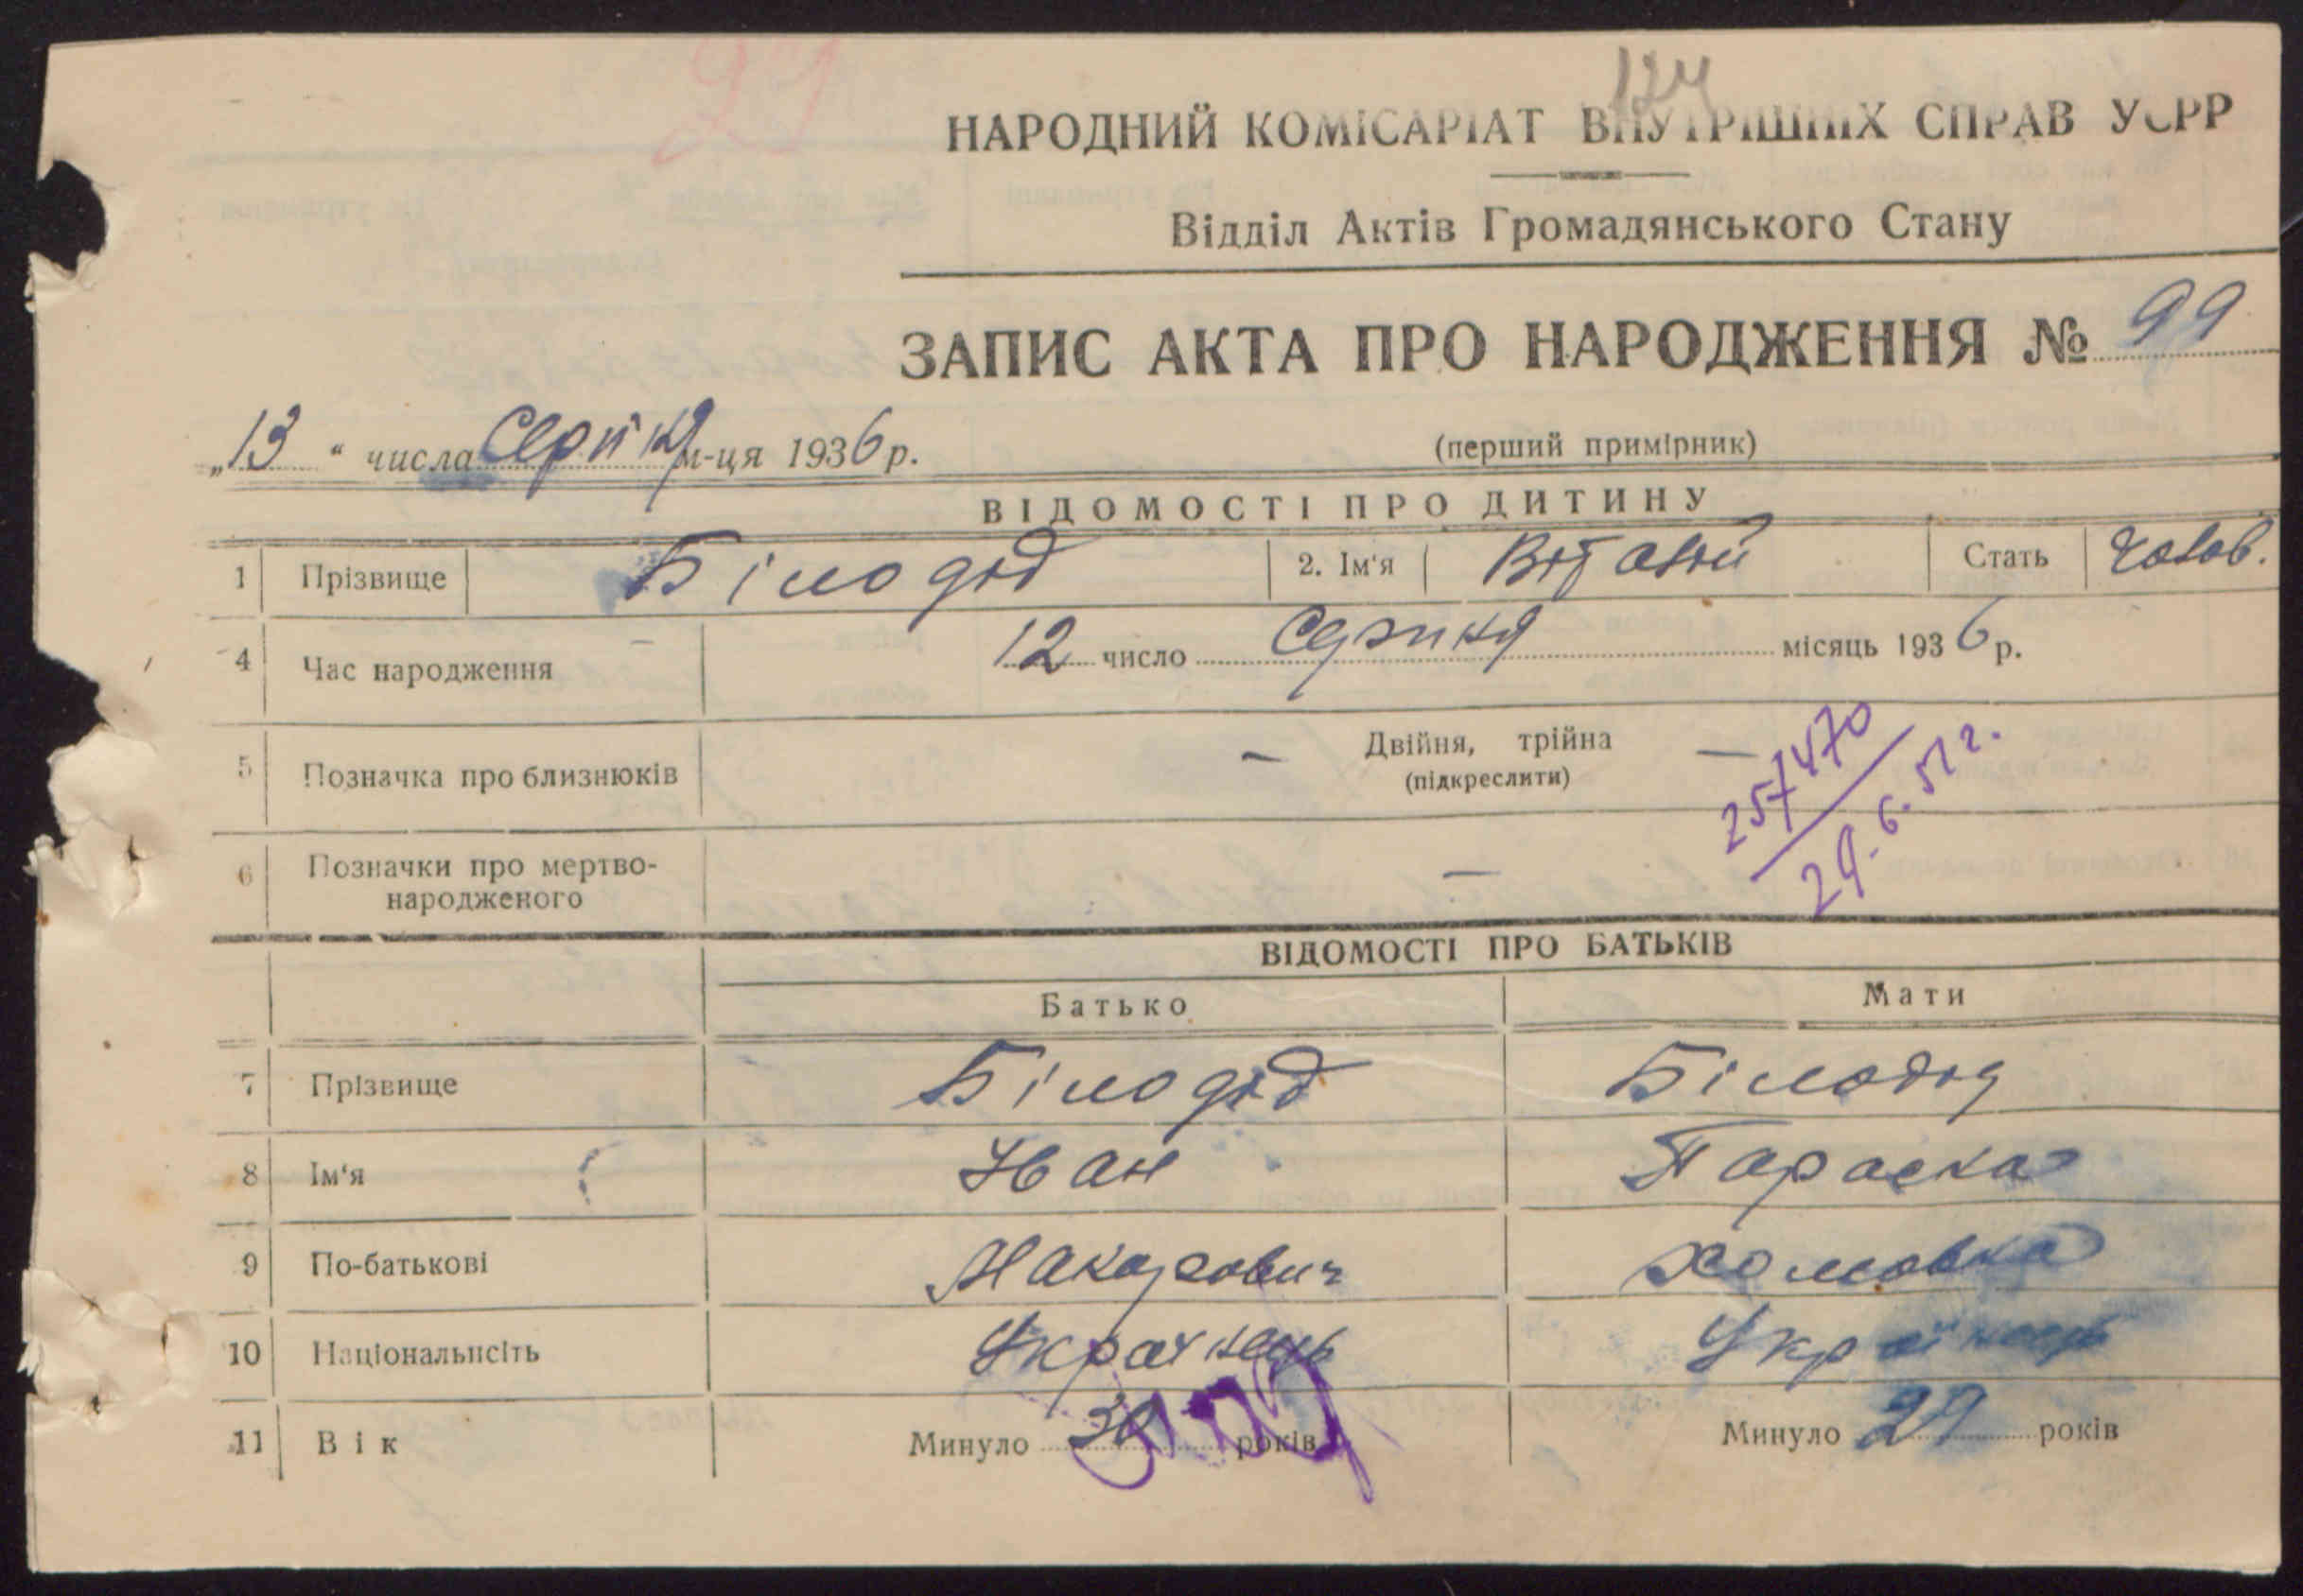 124
НАРОДНИЙ КОМІСАРІАТ ВНУТРІШНІХ СПРАВ УСРР
Відділ Актів Громадянського Стану
ЗАПИС АКТА ПРО НАРОДЖЕННЯ № 99
„13“ числа Серпня м-ця 1936 р.
(перший примірник)
ВІДОМОСТІ ПРО ДИТИНУ
1 Прізвище Білодід 2. Ім'я Віталій Стать Чолов.
4 Час народження 12 число Серпня місяць 1936 р.
5 Позначка про близнюків — Двійня, трійна —
(підкреслити)
257470
29.6.51 г.
6 Позначки про мертво-
народженого —
ВІДОМОСТІ ПРО БАТЬКІВ
Батько Мати
7 Прізвище Білодід Білодід
8 Ім'я Іван Параска
9 По-батькові Макарович Хомовна
10 Національнсіть Українець Українець
11 Вік Минуло 30 років Минуло 29 років